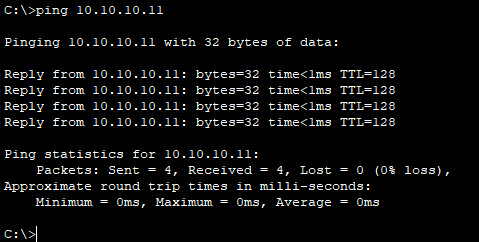 C:\>ping 10.10.10.11
Pinging 10.10.10.11 with 32 bytes of data:
Reply from 10.10.10.11: bytes=32 time<1ms TTL=128
Reply from 10.10.10.11: bytes=32 time<1ms TTL=128
Reply from 10.10.10.11: bytes=32 time<1ms TTL=128
Reply from 10.10.10.11: bytes=32 time<1ms TTL=128
Ping statistics for 10.10.10.11:
    Packets: Sent = 4, Received = 4, Lost = 0 (0% loss),
Approximate round trip times in milli-seconds:
    Minimum = 0ms, Maximum = 0ms, Average = 0ms
C:\>